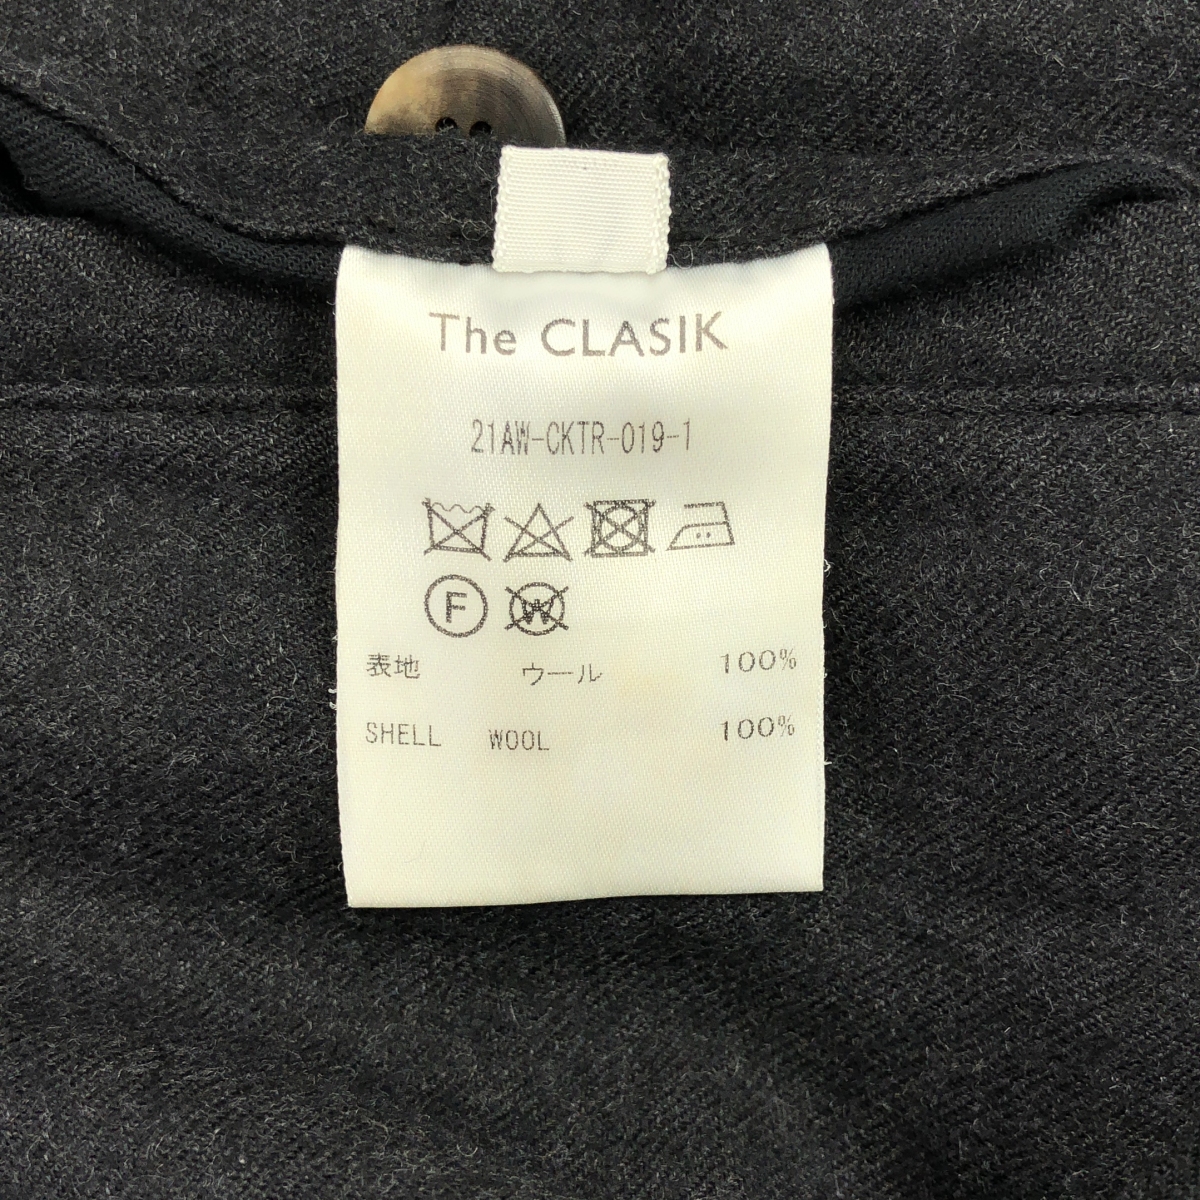 The CLASIK
21AW-CKTR-019-1
F W
表地 ウール 100%
SHELL WOOL 100%